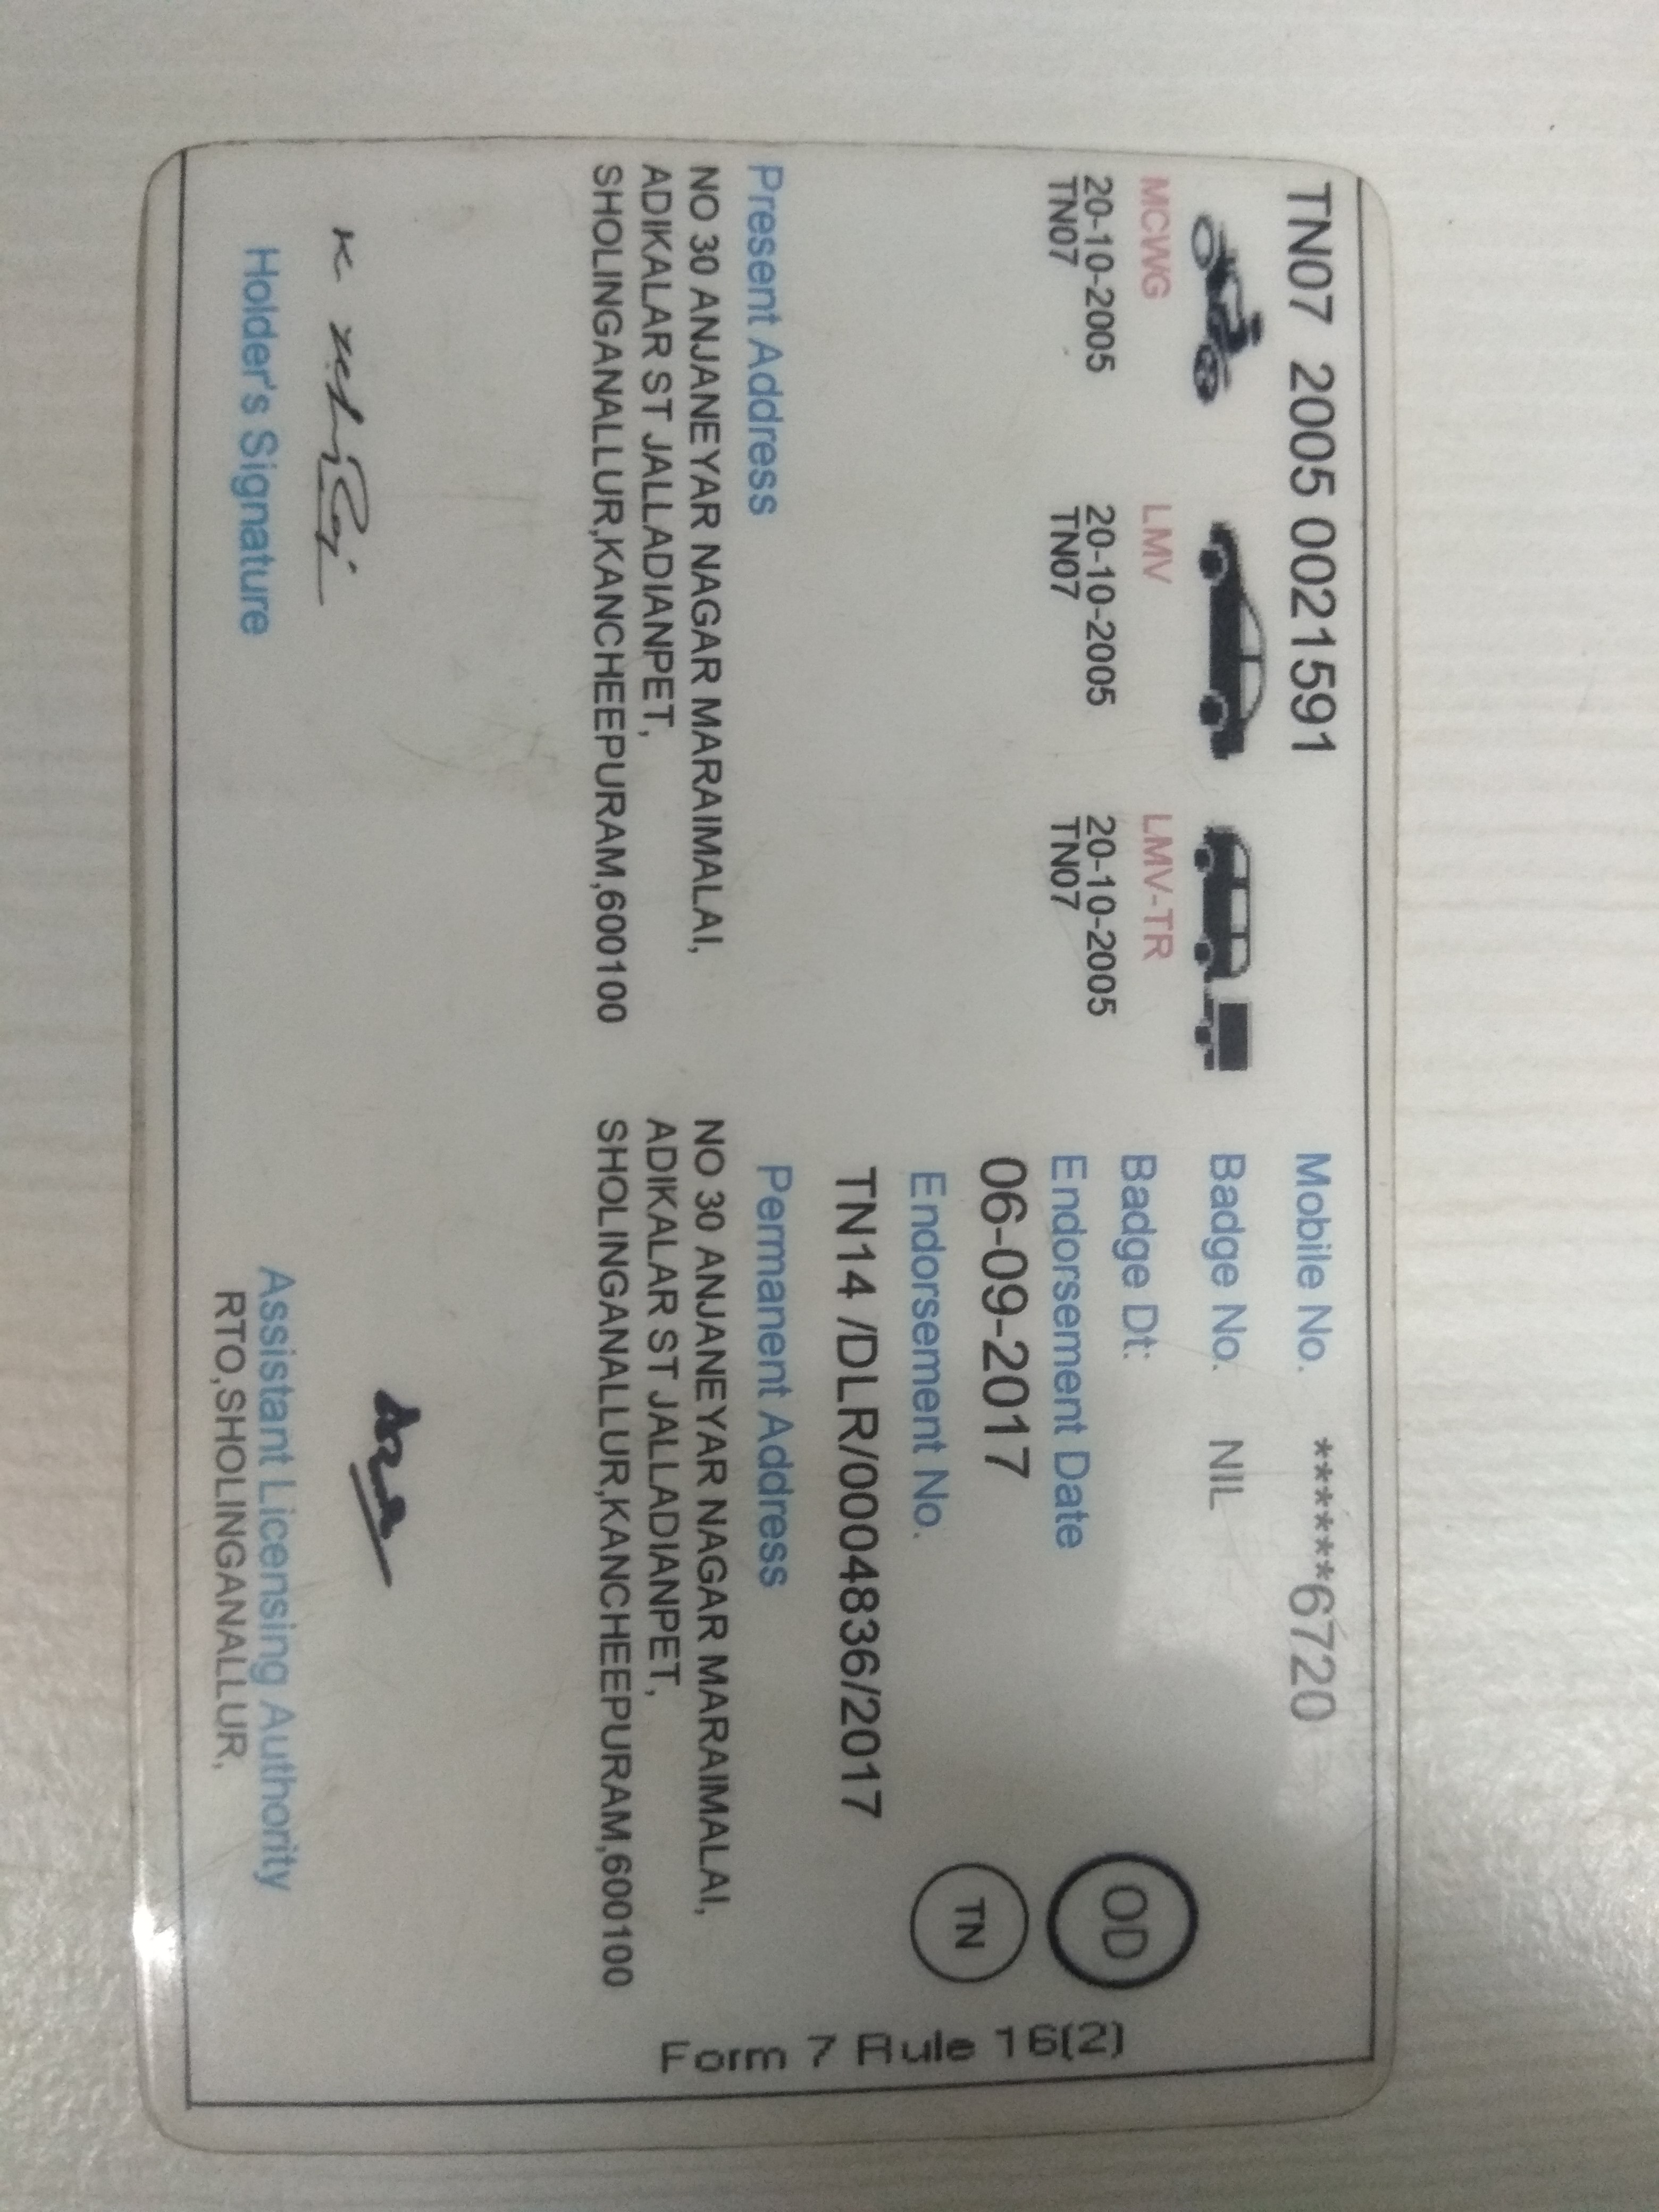 TN07 2005 0021591
Mobile No. ******6720
Badge No. NIL
MCWG LMV LMV-TR
Badge Dt:
20-10-2005 20-10-2005 20-10-2005
TN07 TN07 TN07
Endorsement Date
06-09-2017
OD
Endorsement No.
TN14 /DLR/0004836/2017
TN
Form 7 Rule 16(2)
Present Address
NO 30 ANJANEYAR NAGAR MARAIMALAI,
ADIKALAR ST JALLADIANPET,
SHOLINGANALLUR,KANCHEEPURAM,600100
Permanent Address
NO 30 ANJANEYAR NAGAR MARAIMALAI,
ADIKALAR ST JALLADIANPET,
SHOLINGANALLUR,KANCHEEPURAM,600100
Holder's Signature
Assistant Licensing Authority
RTO,SHOLINGANALLUR,